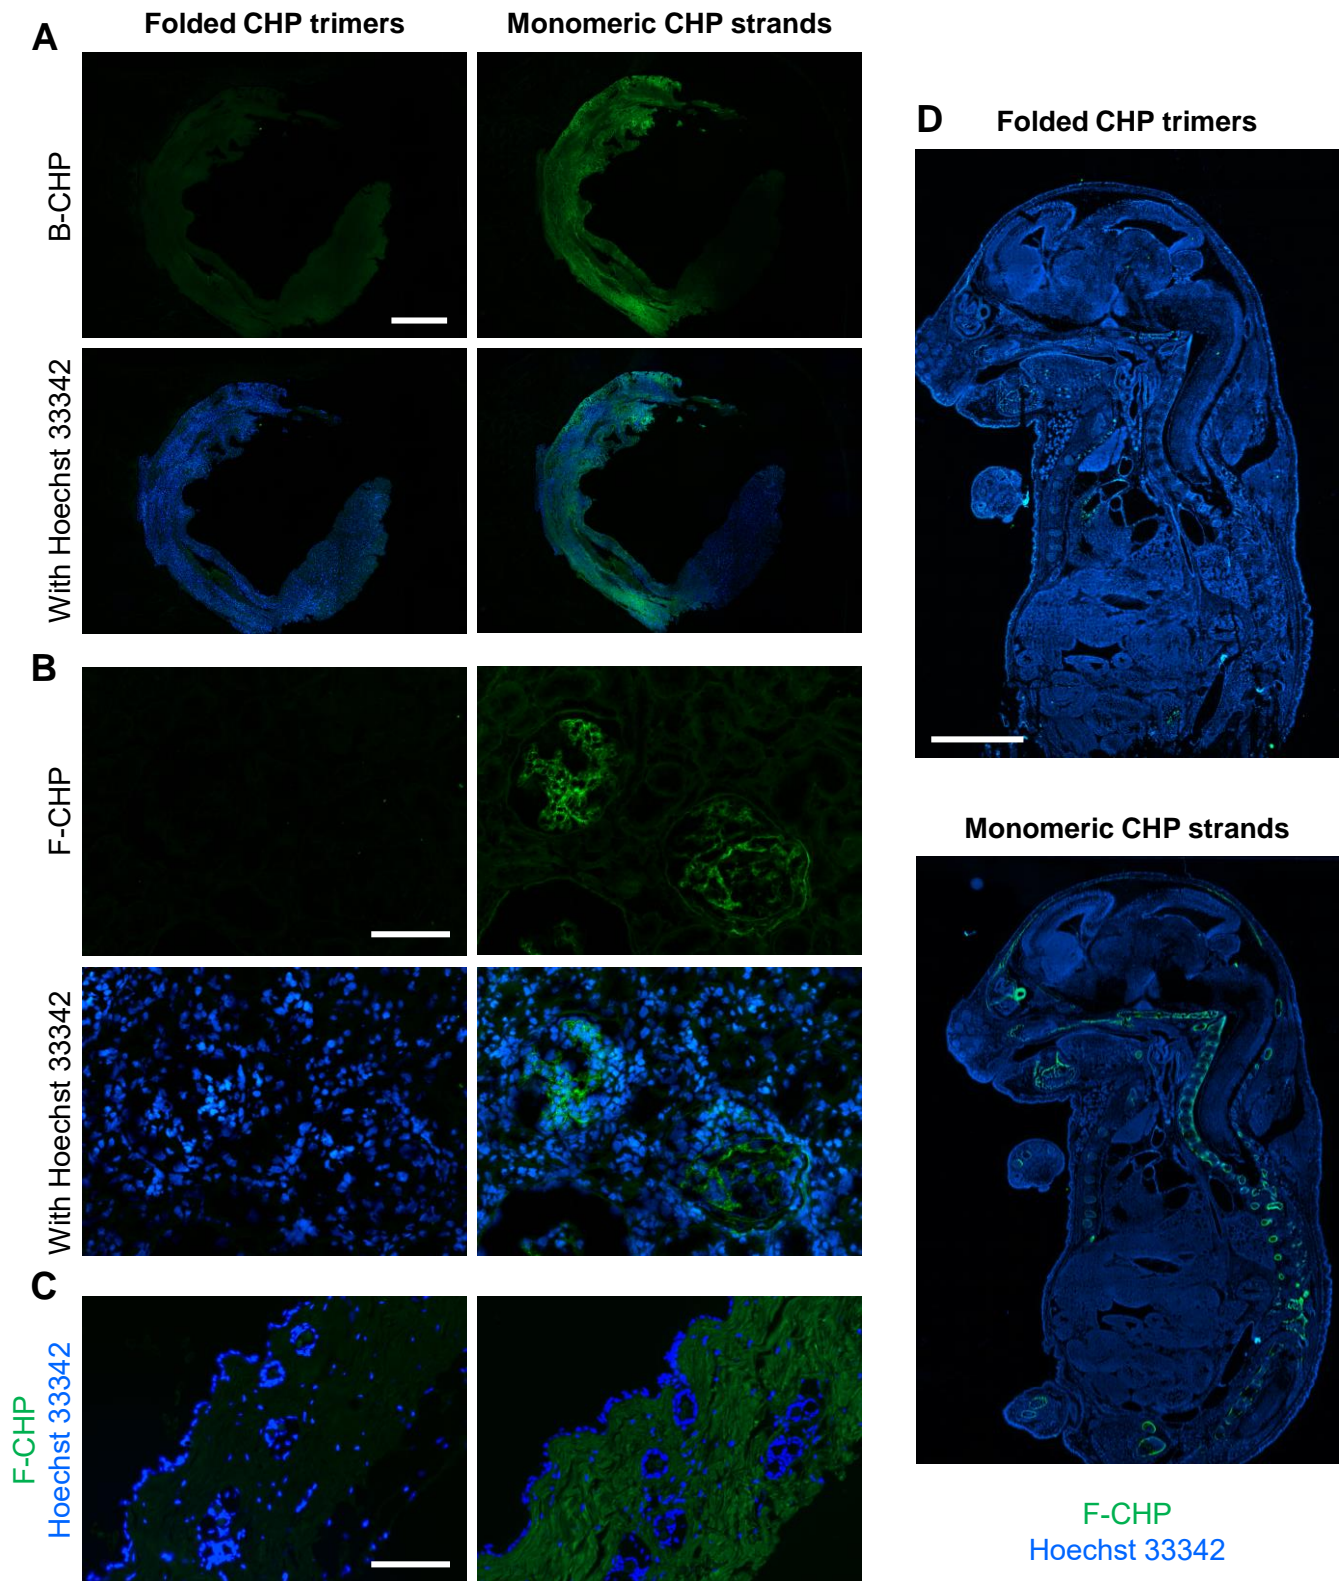 A
Folded CHP trimers
Monomeric CHP strands
B-CHP
With Hoechst 33342
B
F-CHP
With Hoechst 33342
C
F-CHP
Hoechst 33342
D
Folded CHP trimers
Monomeric CHP strands
F-CHP
Hoechst 33342